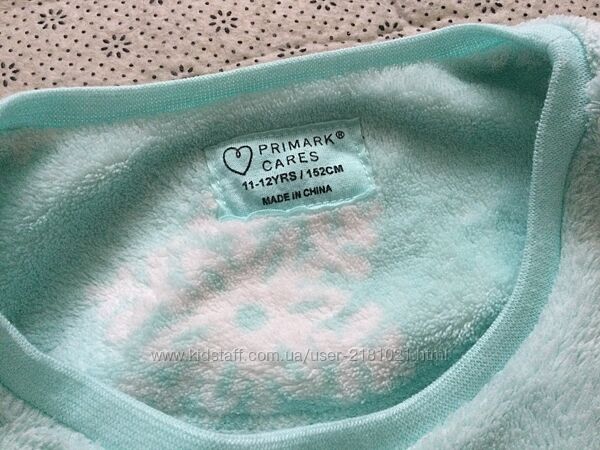 PRIMARK®
CARES
11-12YRS / 152CM
MADE IN CHINA
www.kidstaff.com.ua/user-2181021.html